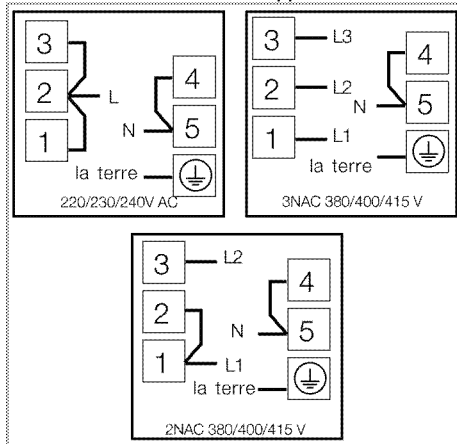 3
2 L 4
1 N 5
la terre
220/230/240V AC
3 L3
2 L2 4
1 L1 N 5
la terre
3NAC 380/400/415 V
3 L2
2 4
1 L1 N 5
la terre
2NAC 380/400/415 V